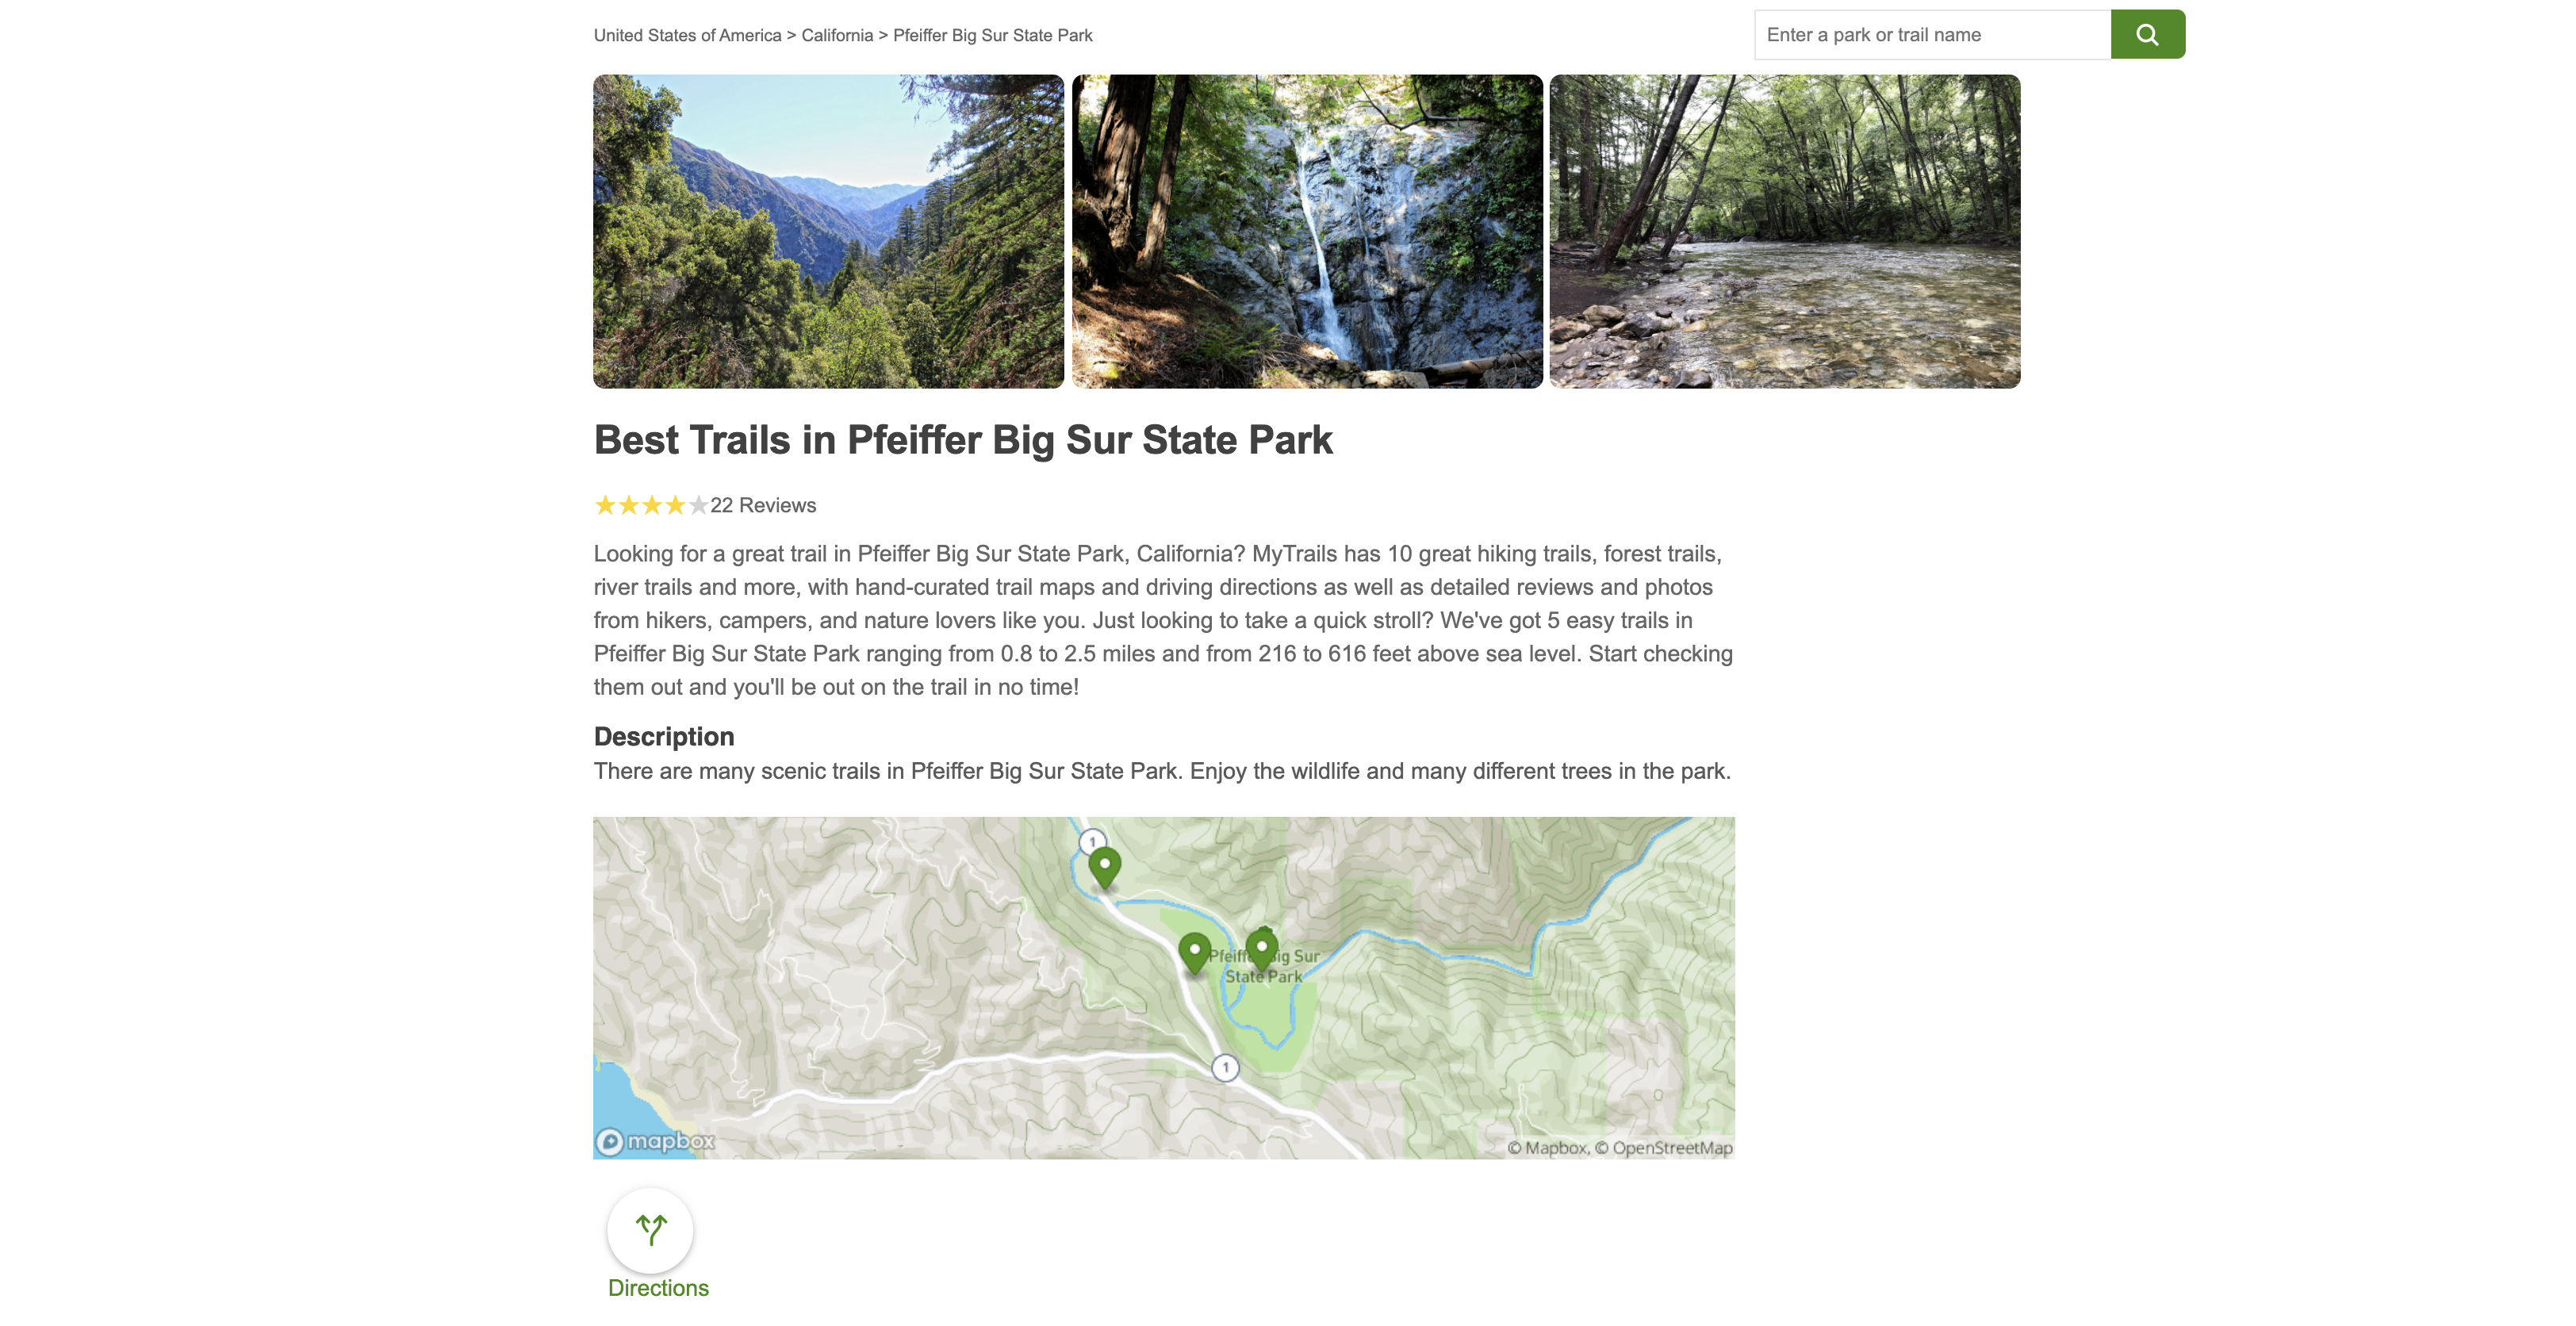 United States of America > California > Pfeiffer Big Sur State Park
Enter a park or trail name
Best Trails in Pfeiffer Big Sur State Park
22 Reviews
Looking for a great trail in Pfeiffer Big Sur State Park, California? MyTrails has 10 great hiking trails, forest trails,
river trails and more, with hand-curated trail maps and driving directions as well as detailed reviews and photos
from hikers, campers, and nature lovers like you. Just looking to take a quick stroll? We've got 5 easy trails in
Pfeiffer Big Sur State Park ranging from 0.8 to 2.5 miles and from 216 to 616 feet above sea level. Start checking
them out and you'll be out on the trail in no time!
Description
There are many scenic trails in Pfeiffer Big Sur State Park. Enjoy the wildlife and many different trees in the park.
1
Pfeiffer Big Sur
State Park
1
mapbox
© Mapbox, © OpenStreetMap
Directions